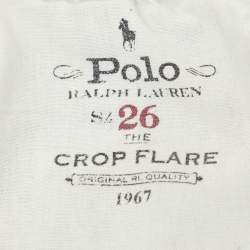 Polo
RALPH LAUREN
Sz 26
THE
CROP FLARE
ORIGINAL RL QUALITY
1967